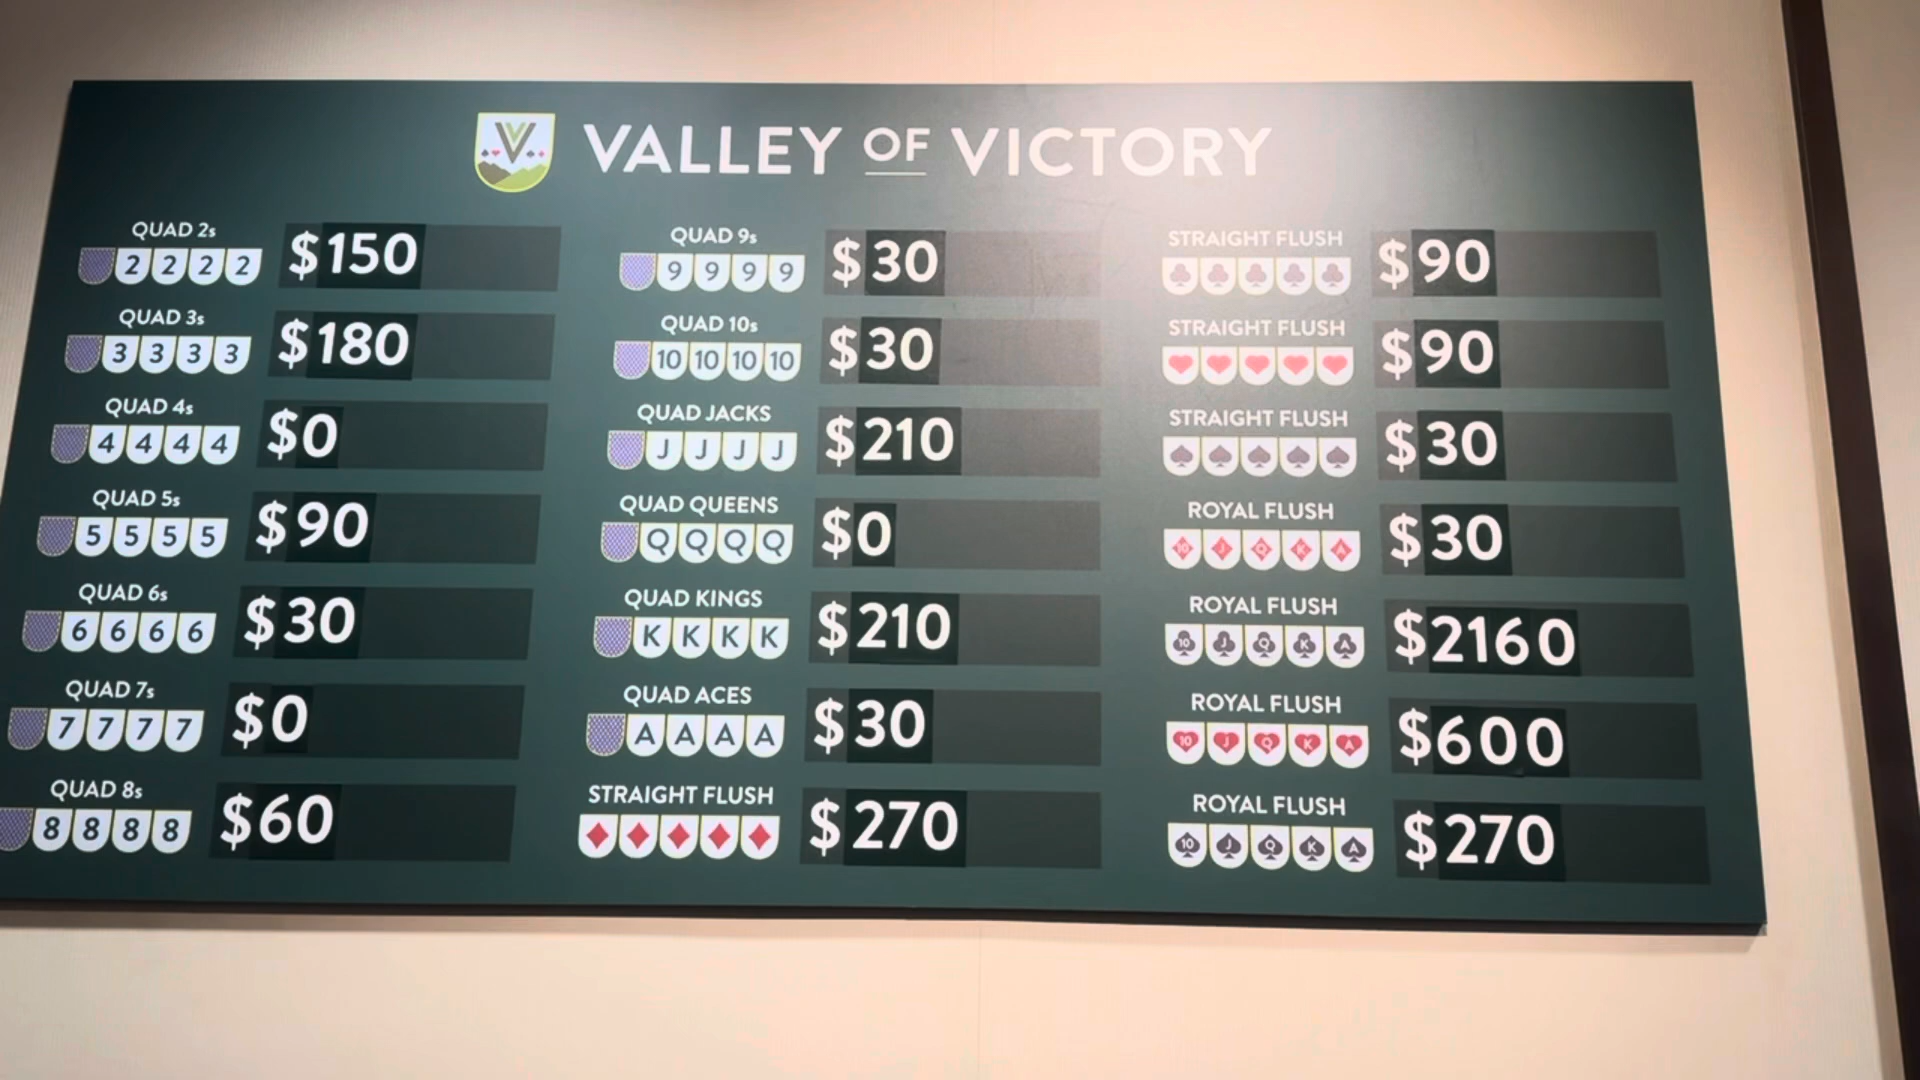 VALLEY OF VICTORY
QUAD 2s
2 2 2 2
$150
QUAD 3s
3 3 3 3
$180
QUAD 4s
4 4 4 4
$0
QUAD 5s
5 5 5 5
$90
QUAD 6s
6 6 6 6
$30
QUAD 7s
7 7 7 7
$0
QUAD 8s
8 8 8 8
$60
QUAD 9s
9 9 9 9
$30
QUAD 10s
10 10 10 10
$30
QUAD JACKS
J J J J
$210
QUAD QUEENS
Q Q Q Q
$0
QUAD KINGS
K K K K
$210
QUAD ACES
A A A A
$30
STRAIGHT FLUSH
$270
STRAIGHT FLUSH
$90
STRAIGHT FLUSH
$90
STRAIGHT FLUSH
$30
ROYAL FLUSH
10 J Q K A
$30
ROYAL FLUSH
10 J Q K A
$2160
ROYAL FLUSH
10 J Q K A
$600
ROYAL FLUSH
10 J Q K A
$270